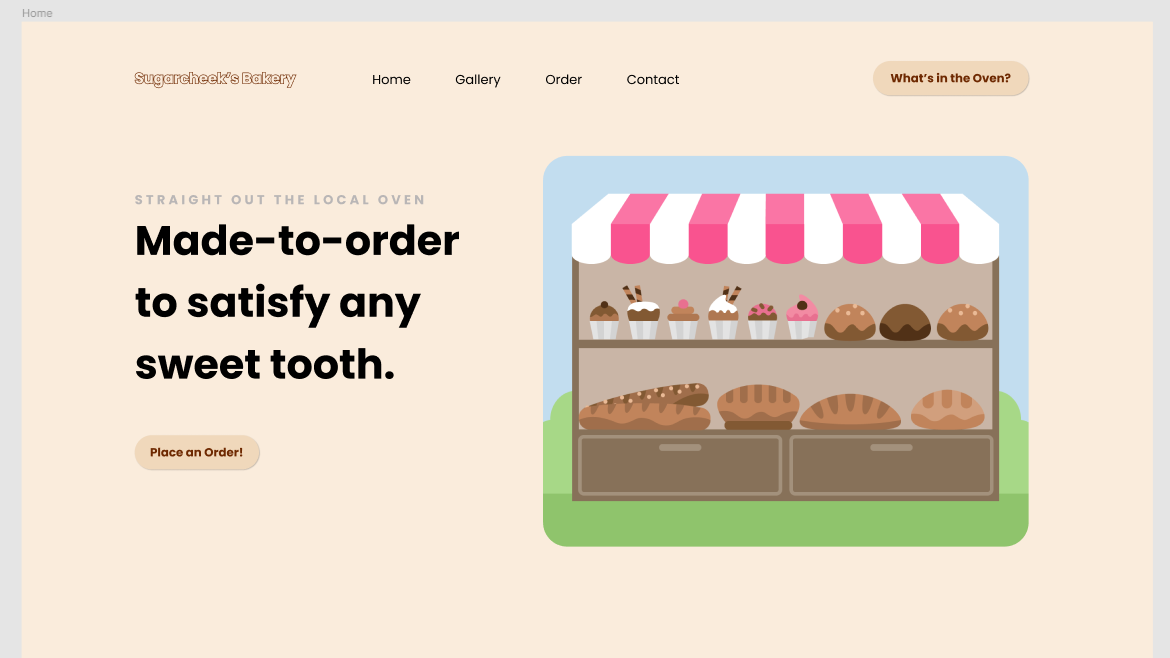 Home
Sugarcheek’s Bakery
Home
Gallery
Order
Contact
What’s in the Oven?
STRAIGHT OUT THE LOCAL OVEN
Made-to-order
to satisfy any
sweet tooth.
Place an Order!